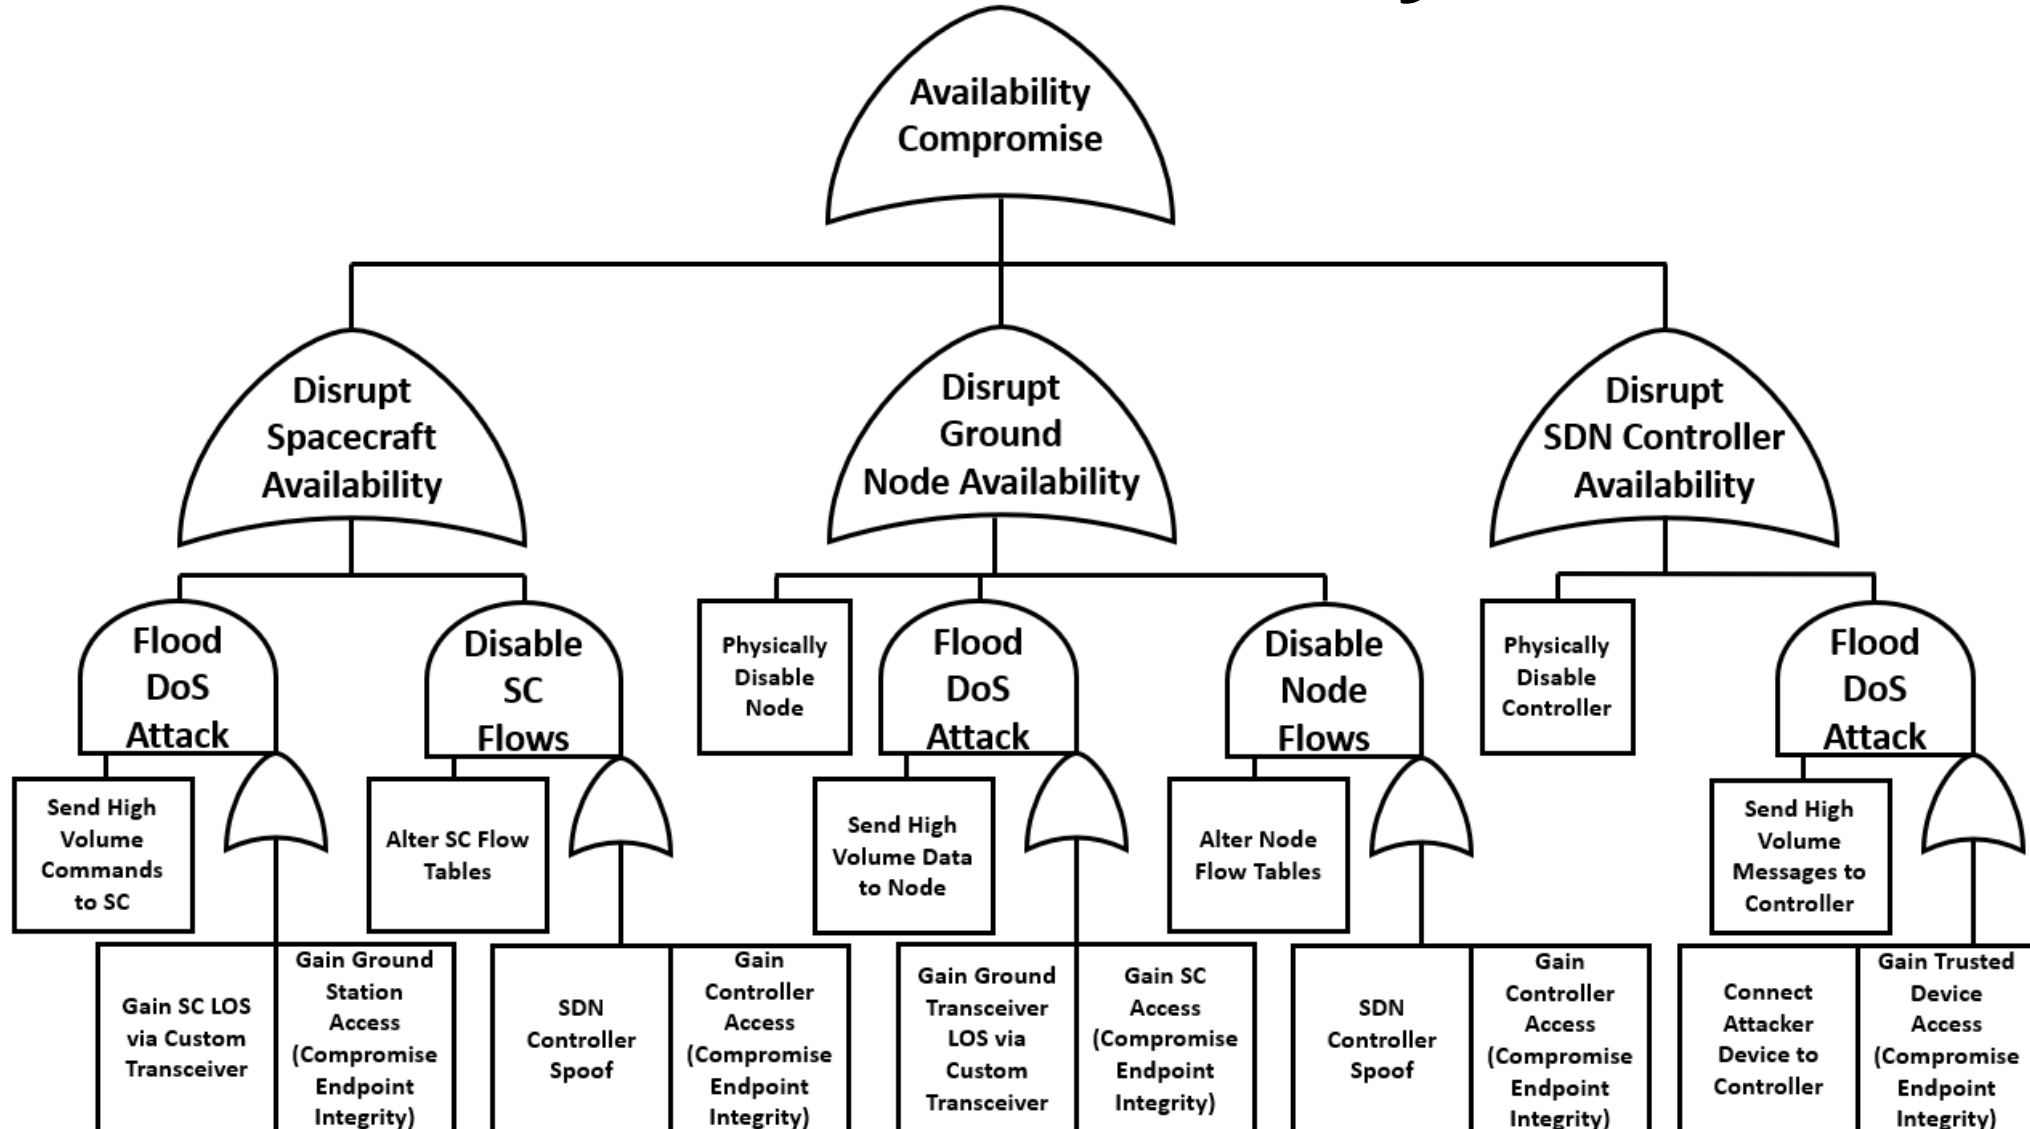 Availability
Compromise
Disrupt
Spacecraft
Availability
Disrupt
Ground
Node Availability
Disrupt
SDN Controller
Availability
Flood
DoS
Attack
Disable
SC
Flows
Physically
Disable
Node
Flood
DoS
Attack
Disable
Node
Flows
Physically
Disable
Controller
Flood
DoS
Attack
Send High
Volume
Commands
to SC
Alter SC Flow
Tables
Send High
Volume Data
to Node
Alter Node
Flow Tables
Send High
Volume
Messages to
Controller
Gain SC LOS
via Custom
Transceiver
Gain Ground
Station
Access
(Compromise
Endpoint
Integrity)
SDN
Controller
Spoof
Gain
Controller
Access
(Compromise
Endpoint
Integrity)
Gain Ground
Transceiver
LOS via
Custom
Transceiver
Gain SC
Access
(Compromise
Endpoint
Integrity)
SDN
Controller
Spoof
Gain
Controller
Access
(Compromise
Endpoint
Integrity)
Connect
Attacker
Device to
Controller
Gain Trusted
Device
Access
(Compromise
Endpoint
Integrity)